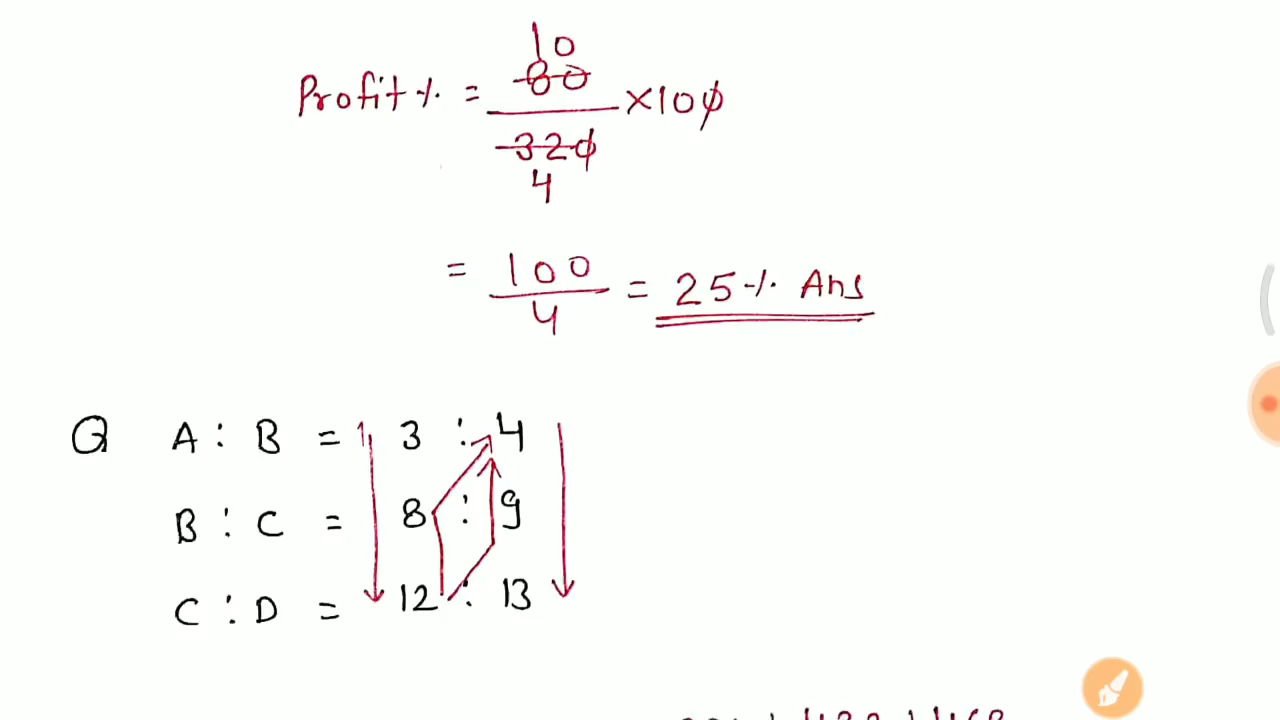 10
Profit% = 80/320 ×100
4
= 100/4 = 25% Ans
Q A : B = 3 : 4
B : C = 8 : 9
C : D = 12 : 13